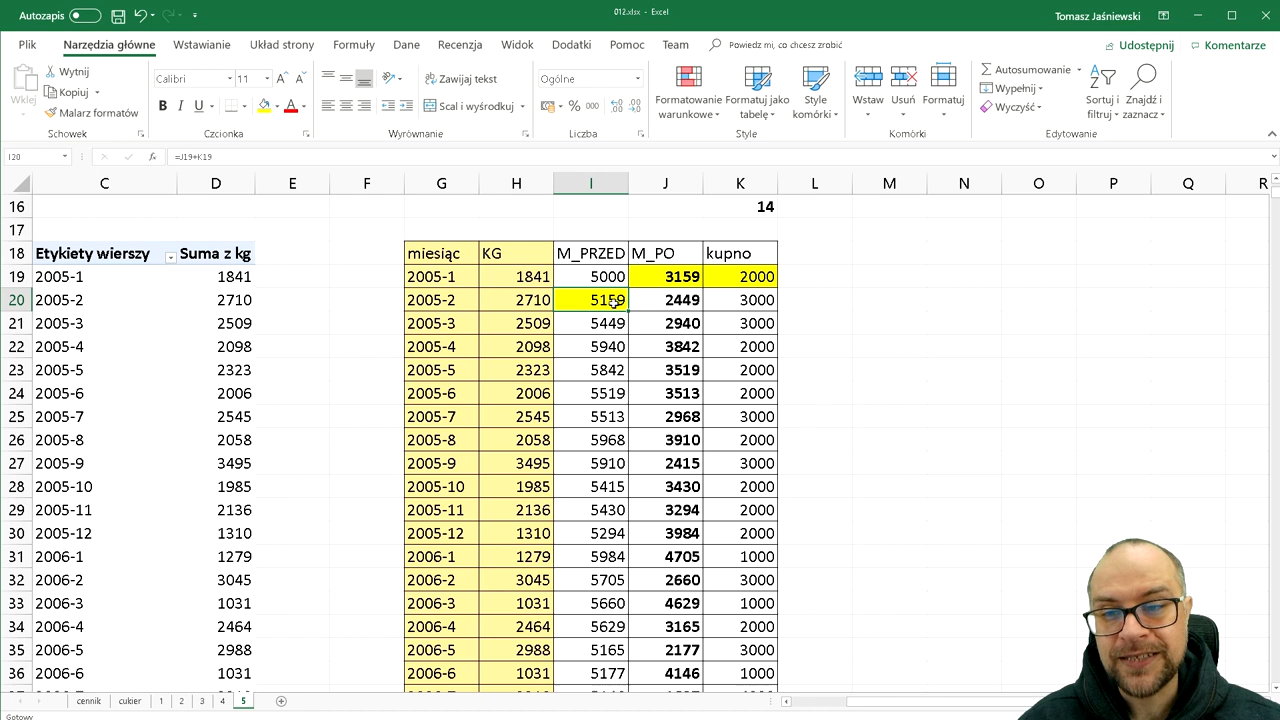 Autozapis
012.xlsx - Excel
Tomasz Jaśniewski
Plik Narzędzia główne Wstawianie Układ strony Formuły Dane Recenzja Widok Dodatki Pomoc Team Powiedz mi, co chcesz zrobić Udostępnij Komentarze
Wklej
Wytnij
Kopiuj
Malarz formatów
Schowek
Calibri 11
B I U
Czcionka
Zawijaj tekst
Scal i wyśrodkuj
Wyrównanie
Ogólne
% 000
Liczba
Formatowanie warunkowe
Formatuj jako tabelę
Style komórki
Style
Wstaw
Usuń
Formatuj
Komórki
Autosumowanie
Wypełnij
Wyczyść
Sortuj i filtruj
Znajdź i zaznacz
Edytowanie
I20 fx =J19+K19
C D E F G H I J K L M N O P Q R
16 14
17
18 Etykiety wierszy Suma z kg miesiąc KG M_PRZED M_PO kupno
19 2005-1 1841 2005-1 1841 5000 3159 2000
20 2005-2 2710 2005-2 2710 5159 2449 3000
21 2005-3 2509 2005-3 2509 5449 2940 3000
22 2005-4 2098 2005-4 2098 5940 3842 2000
23 2005-5 2323 2005-5 2323 5842 3519 2000
24 2005-6 2006 2005-6 2006 5519 3513 2000
25 2005-7 2545 2005-7 2545 5513 2968 3000
26 2005-8 2058 2005-8 2058 5968 3910 2000
27 2005-9 3495 2005-9 3495 5910 2415 3000
28 2005-10 1985 2005-10 1985 5415 3430 2000
29 2005-11 2136 2005-11 2136 5430 3294 2000
30 2005-12 1310 2005-12 1310 5294 3984 2000
31 2006-1 1279 2006-1 1279 5984 4705 1000
32 2006-2 3045 2006-2 3045 5705 2660 3000
33 2006-3 1031 2006-3 1031 5660 4629 1000
34 2006-4 2464 2006-4 2464 5629 3165 2000
35 2006-5 2988 2006-5 2988 5165 2177 3000
36 2006-6 1031 2006-6 1031 5177 4146 1000
cennik cukier 1 2 3 4 5
Gotowy